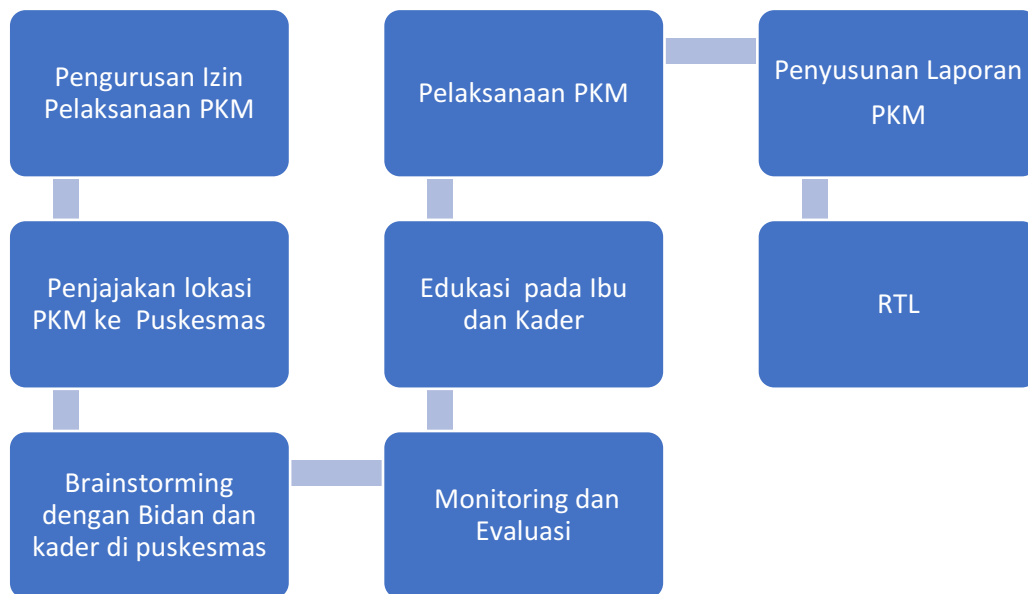 Pengurusan Izin
Pelaksanaan PKM
Penjajakan lokasi
PKM ke Puskesmas
Brainstorming
dengan Bidan dan
kader di puskesmas
Monitoring dan
Evaluasi
Edukasi pada Ibu
dan Kader
Pelaksanaan PKM
Penyusunan Laporan
PKM
RTL